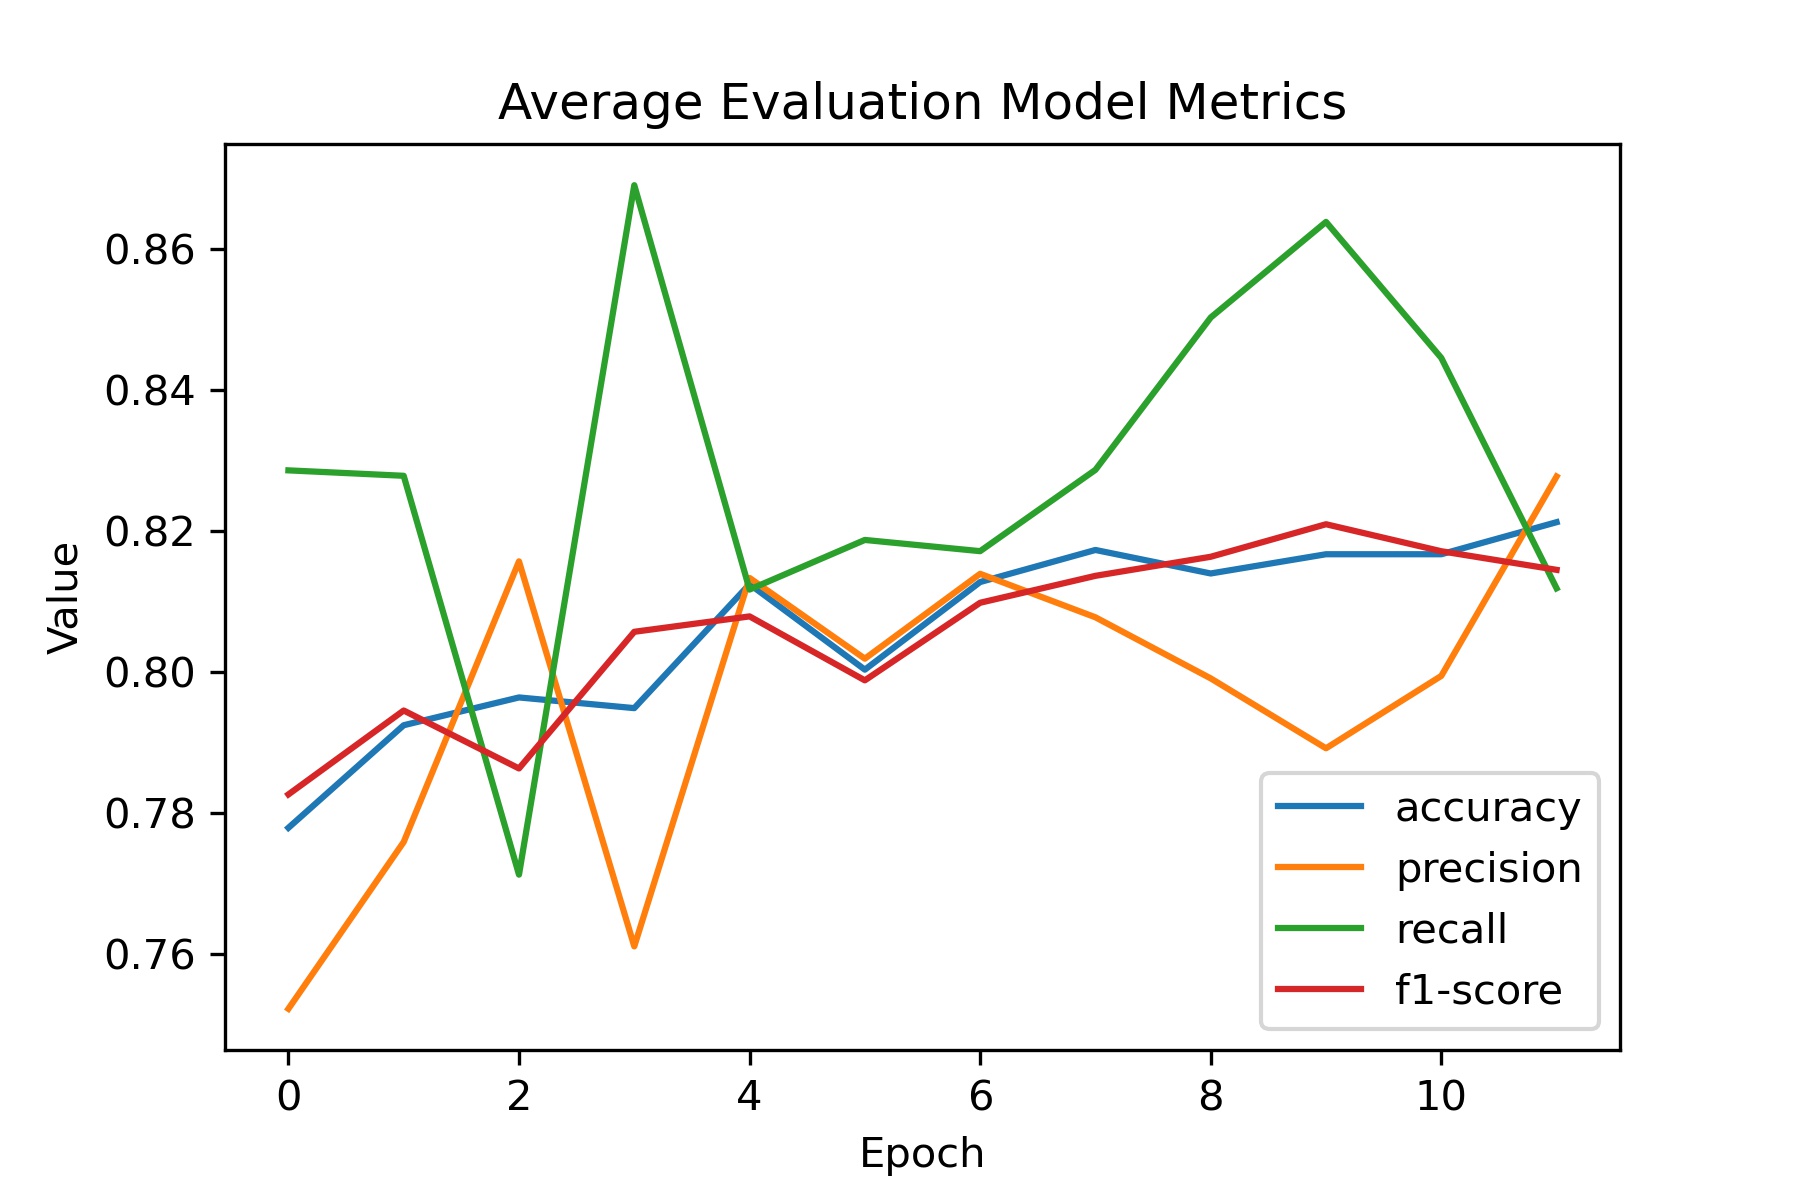 Average Evaluation Model Metrics
0.86
0.84
0.82
0.80
0.78
0.76
Value
accuracy
precision
recall
f1-score
0 2 4 6 8 10
Epoch